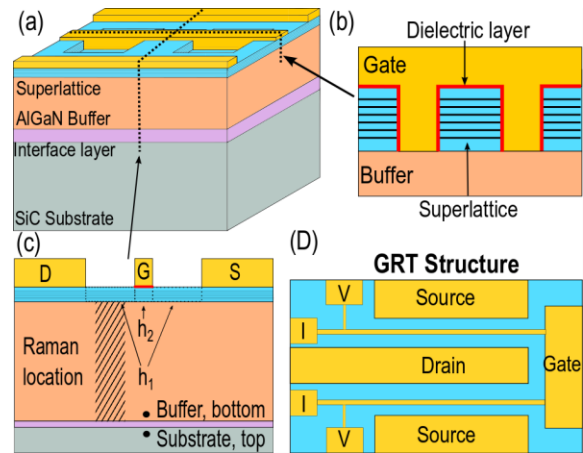 (a)
Superlattice
AlGaN Buffer
Interface layer
SiC Substrate
(b)
Dielectric layer
Gate
Buffer
Superlattice
(c)
D
G
S
h2
Raman
location
h1
Buffer, bottom
Substrate, top
(D)
GRT Structure
V
Source
I
Gate
Drain
I
V
Source